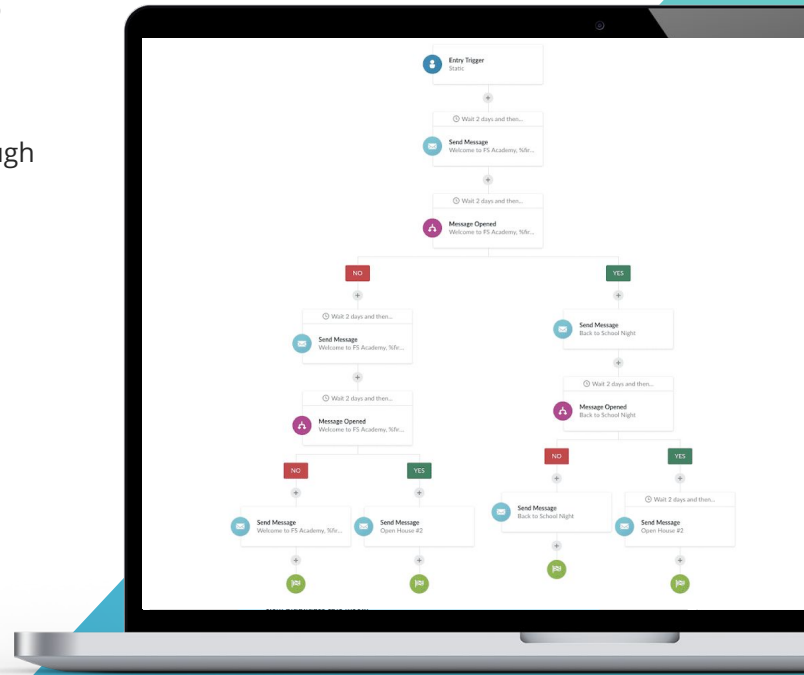 ugh
Entry Trigger
Static
Wait 2 days and then...
Send Message
Welcome to FS Academy, %fir...
Wait 2 days and then...
Message Opened
Welcome to FS Academy, %fir...
NO
YES
Wait 2 days and then...
Send Message
Welcome to FS Academy, %fir...
Send Message
Back to School Night
Wait 2 days and then...
Message Opened
Welcome to FS Academy, %fir...
Wait 2 days and then...
Message Opened
Back to School Night
NO
YES
NO
YES
Send Message
Welcome to FS Academy, %fir...
Send Message
Open House #2
Send Message
Back to School Night
Wait 2 days and then...
Send Message
Open House #2